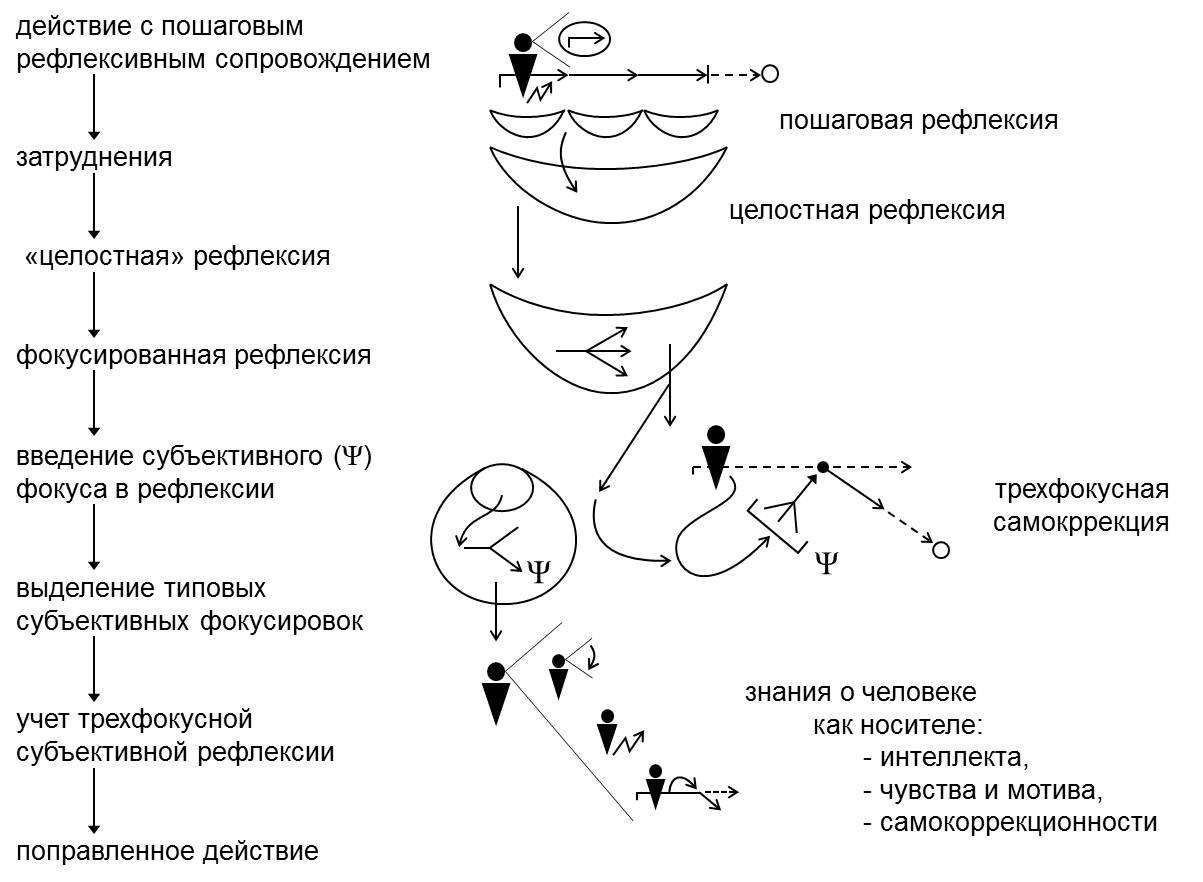 действие с пошаговым
рефлексивным сопровождением
затруднения
«целостная» рефлексия
фокусированная рефлексия
введение субъективного (Ψ)
фокуса в рефлексии
выделение типовых
субъективных фокусировок
учет трехфокусной
субъективной рефлексии
поправленное действие
пошаговая рефлексия
целостная рефлексия
трехфокусная
самокррекция
Ψ
Ψ
знания о человеке
как носителе:
- интеллекта,
- чувства и мотива,
- самокоррекционности